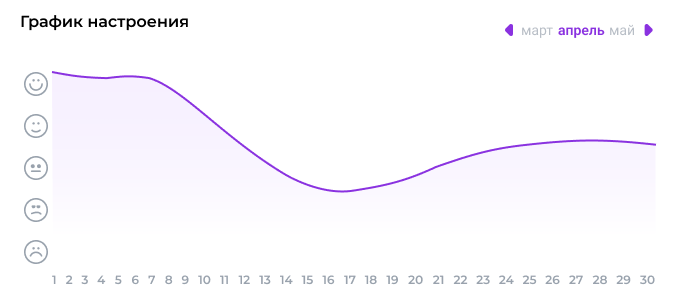 График настроения
март апрель май
1 2 3 4 5 6 7 8 9 10 11 12 13 14 15 16 17 18 19 20 21 22 23 24 25 26 27 28 29 30